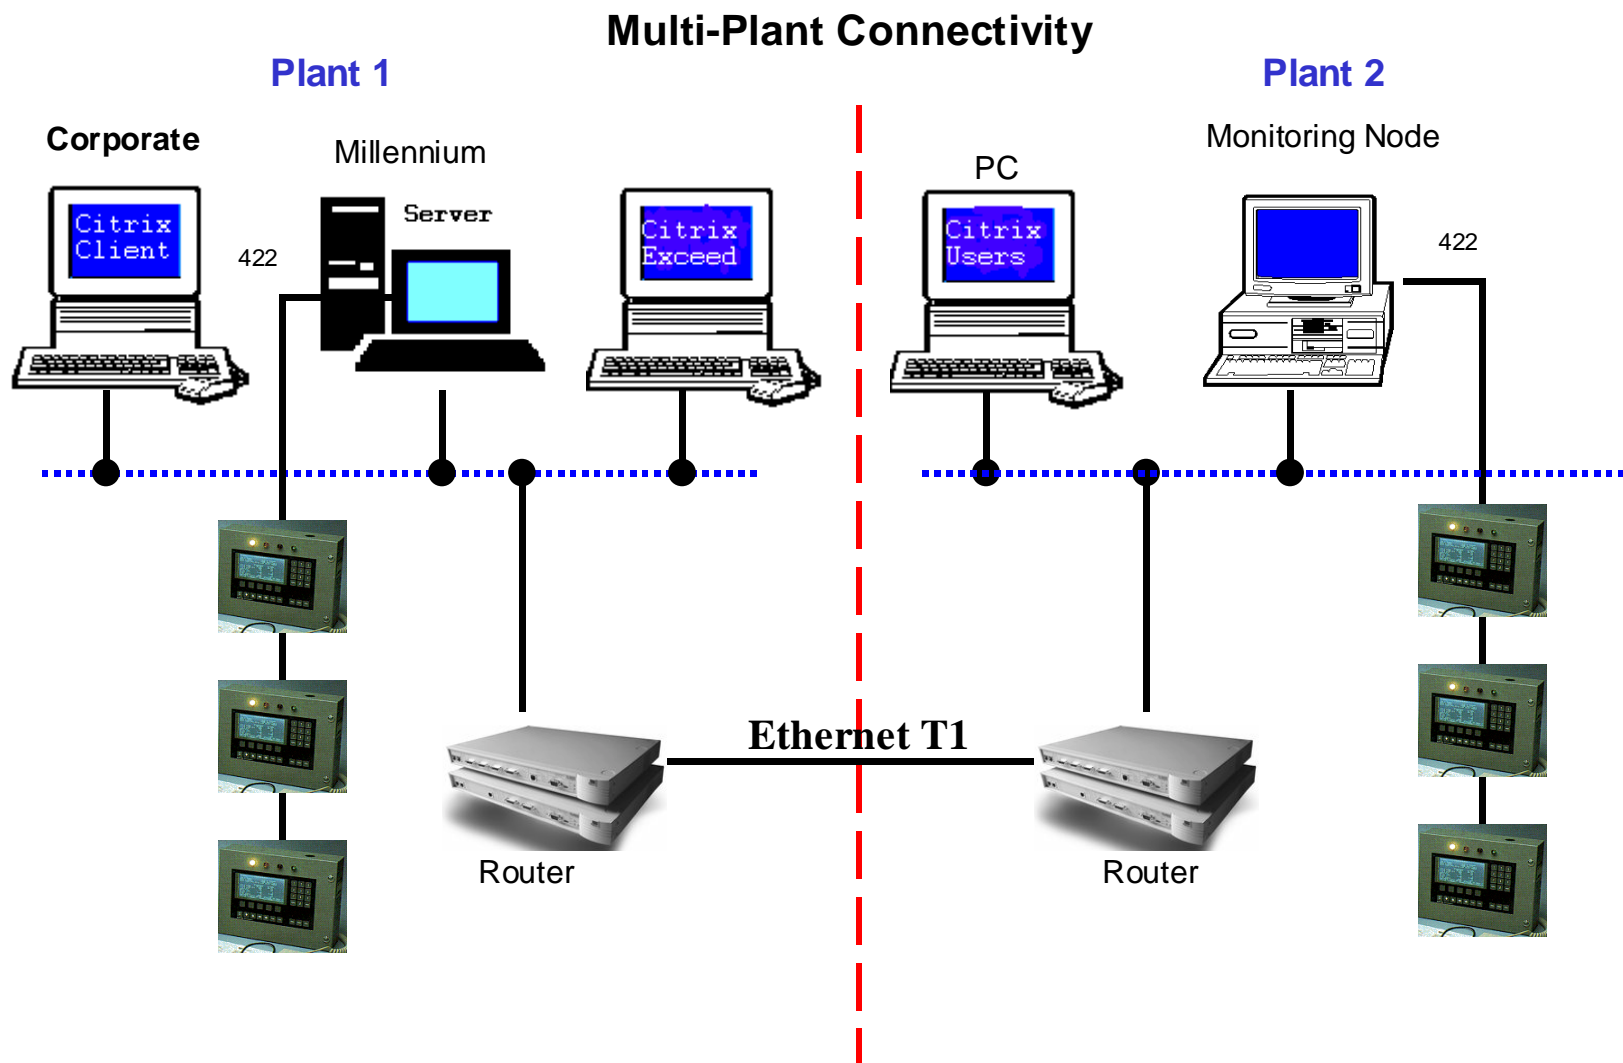 Multi-Plant Connectivity
Plant 1
Plant 2
Corporate
Millennium
Server
PC
Monitoring Node
Citrix
Client
422
Citrix
Exceed
Citrix
Users
422
Ethernet T1
Router
Router